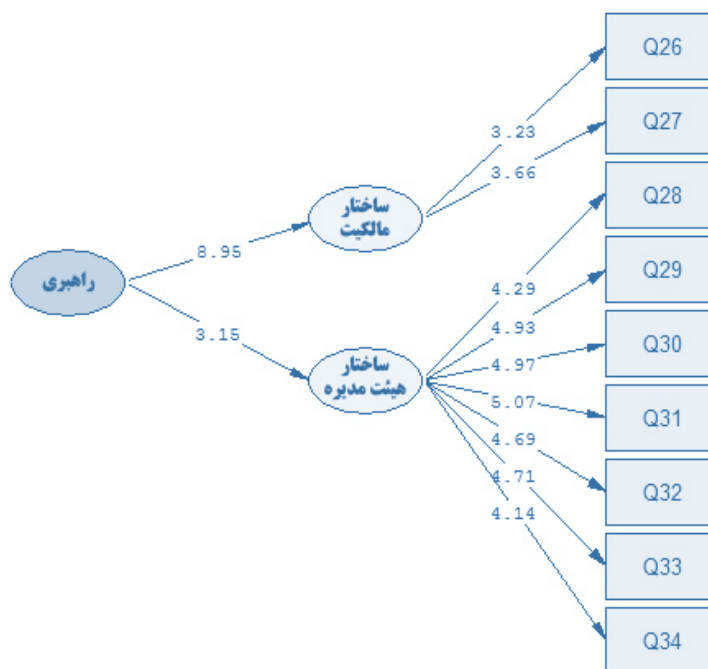 Q26
Q27
Q28
Q29
Q30
Q31
Q32
Q33
Q34
3.23
3.66
4.29
4.93
4.97
5.07
4.69
4.71
4.14
ساختار
مالکیت
ساختار
هیئت مدیره
8.95
3.15
راهبری